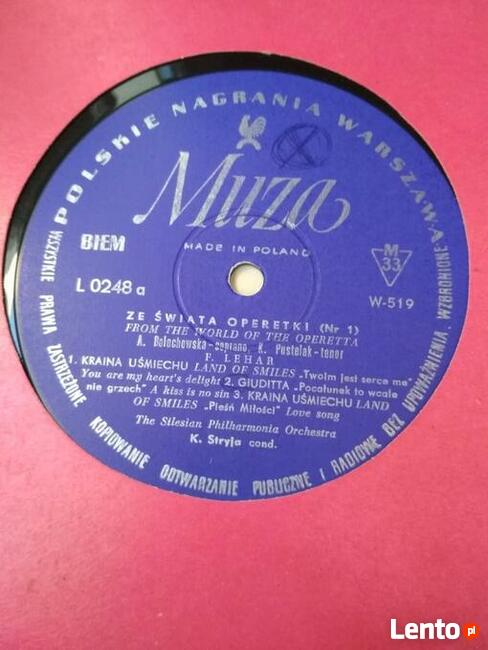 POLSKIE NAGRANIA WARSZAWA
Muza
MADE IN POLAND
BIEM
L 0248 a
M
33
W-519
ZE ŚWIATA OPERETKI (Nr 1)
FROM THE WORLD OF THE OPERETTA
A. Bolechowska-soprano, K. Pustelak-tenor
F. LEHAR
1. KRAINA UŚMIECHU LAND OF SMILES „Twoim jest serce me"
You are my heart's delight 2. GIUDITTA „Pocałunek to wcale
nie grzech" A kiss is no sin 3. KRAINA UŚMIECHU LAND
OF SMILES „Pieśń Miłości" Love song
The Silesian Philharmonia Orchestra
K. Stryja cond.
WSZYSTKIE PRAWA ZASTRZEŻONE KOPIOWANIE ODTWARZANIE PUBLICZNE I RADIOWE BEZ UPOWAŻNIENIA, WZBRONIONE
Lento pl